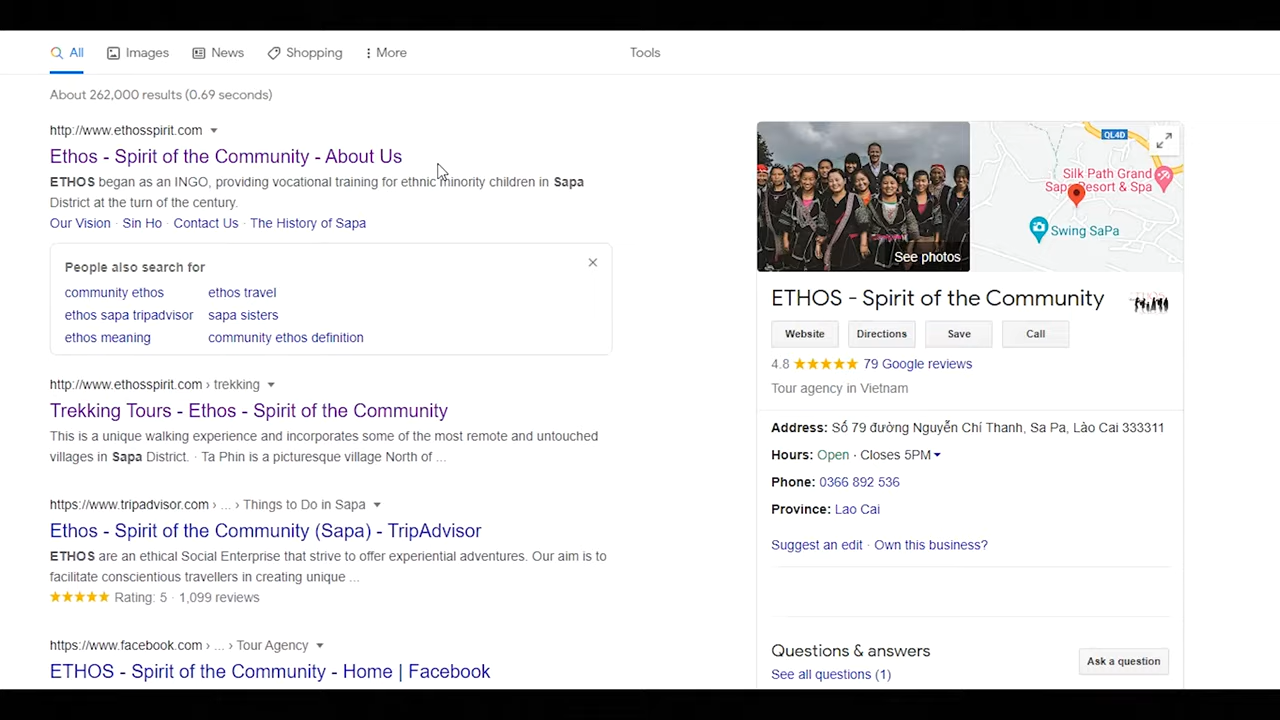 All
Images
News
Shopping
More
Tools
About 262,000 results (0.69 seconds)
http://www.ethosspirit.com
Ethos - Spirit of the Community - About Us
ETHOS began as an INGO, providing vocational training for ethnic minority children in Sapa
District at the turn of the century.
Our Vision · Sin Ho · Contact Us · The History of Sapa
People also search for
community ethos
ethos travel
ethos sapa tripadvisor
sapa sisters
ethos meaning
community ethos definition
http://www.ethosspirit.com › trekking
Trekking Tours - Ethos - Spirit of the Community
This is a unique walking experience and incorporates some of the most remote and untouched
villages in Sapa District. · Ta Phin is a picturesque village North of ...
https://www.tripadvisor.com › ... › Things to Do in Sapa
Ethos - Spirit of the Community (Sapa) - TripAdvisor
ETHOS are an ethical Social Enterprise that strive to offer experiential adventures. Our aim is to
facilitate conscientious travellers in creating unique ...
Rating: 5 · 1,099 reviews
https://www.facebook.com › ... › Tour Agency
ETHOS - Spirit of the Community - Home | Facebook
See photos
QL4D
Silk Path Grand
Sapa Resort & Spa
Swing SaPa
ETHOS - Spirit of the Community
Website
Directions
Save
Call
4.8
79 Google reviews
Tour agency in Vietnam
Address: Số 79 đường Nguyễn Chí Thanh, Sa Pa, Lào Cai 333311
Hours: Open · Closes 5PM
Phone: 0366 892 536
Province: Lao Cai
Suggest an edit · Own this business?
Questions & answers
See all questions (1)
Ask a question